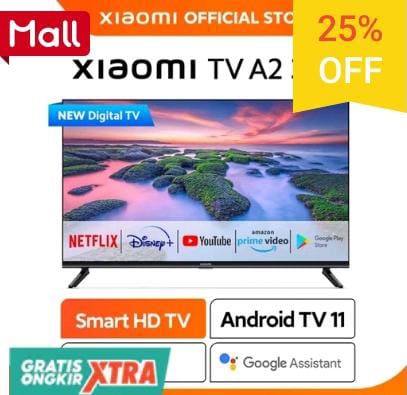 Mall
XIAOMI OFFICIAL STO
25%
OFF
xiaomi TV A2
NEW Digital TV
NETFLIX
Disney+
YouTube
amazon
prime video
Google Play
Store
XIAOMI
Smart HD TV
Android TV 11
GRATIS
ONGKIR
XTRA
Google Assistant